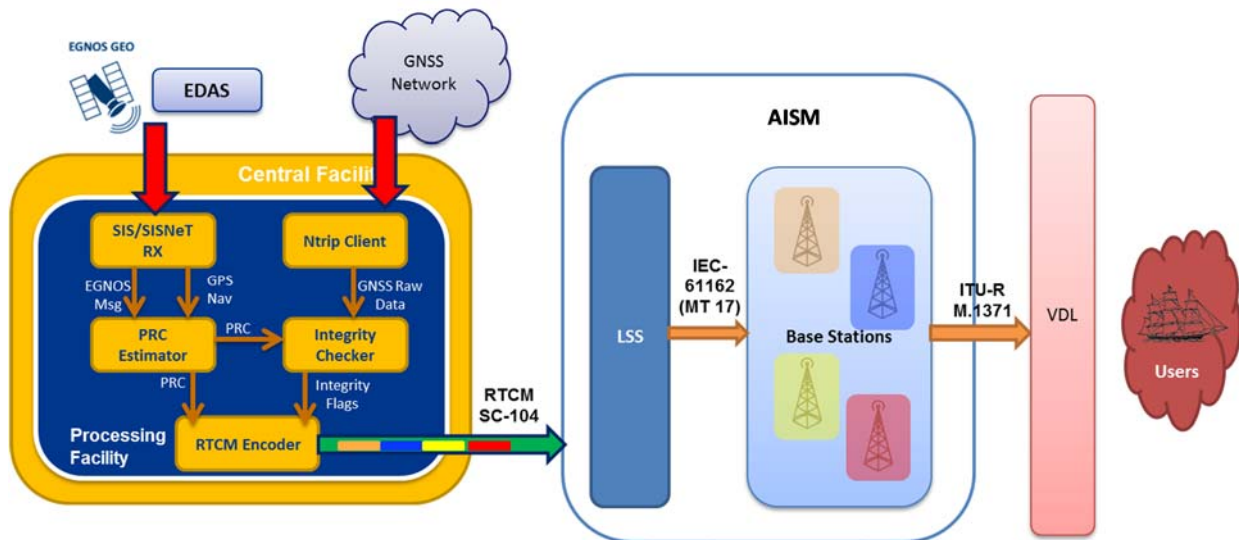 EGNOS GEO
EDAS
GNSS
Network
Central Facilit
SIS/SISNeT
RX
Ntrip Client
EGNOS
Msg
GPS
Nav
GNSS Raw
Data
PRC
Estimator
PRC
Integrity
Checker
PRC
Integrity
Flags
Processing
Facility
RTCM Encoder
RTCM
SC-104
AISM
LSS
IEC-
61162
(MT 17)
Base Stations
ITU-R
M.1371
VDL
Users